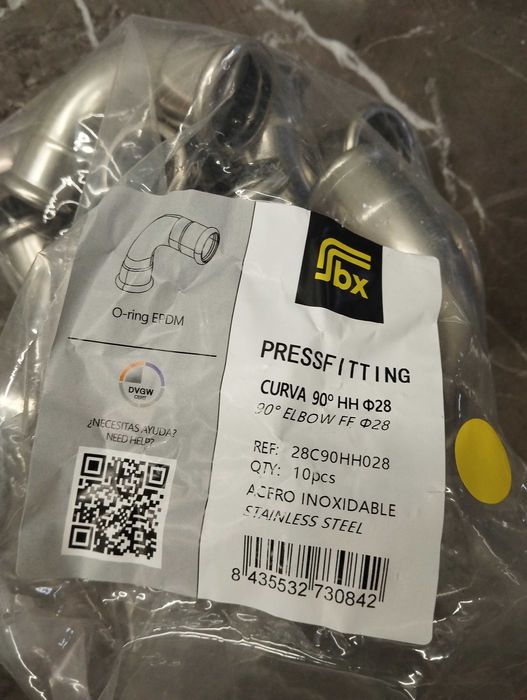 bx
O-ring EPDM
DVGW
CERT
¿NECESITAS AYUDA?
NEED HELP?
PRESSFITTING
CURVA 90º HH Φ28
90º ELBOW FF Φ28
REF: 28C90HH028
QTY: 10pcs
ACERO INOXIDABLE
STAINLESS STEEL
8 435532 730842